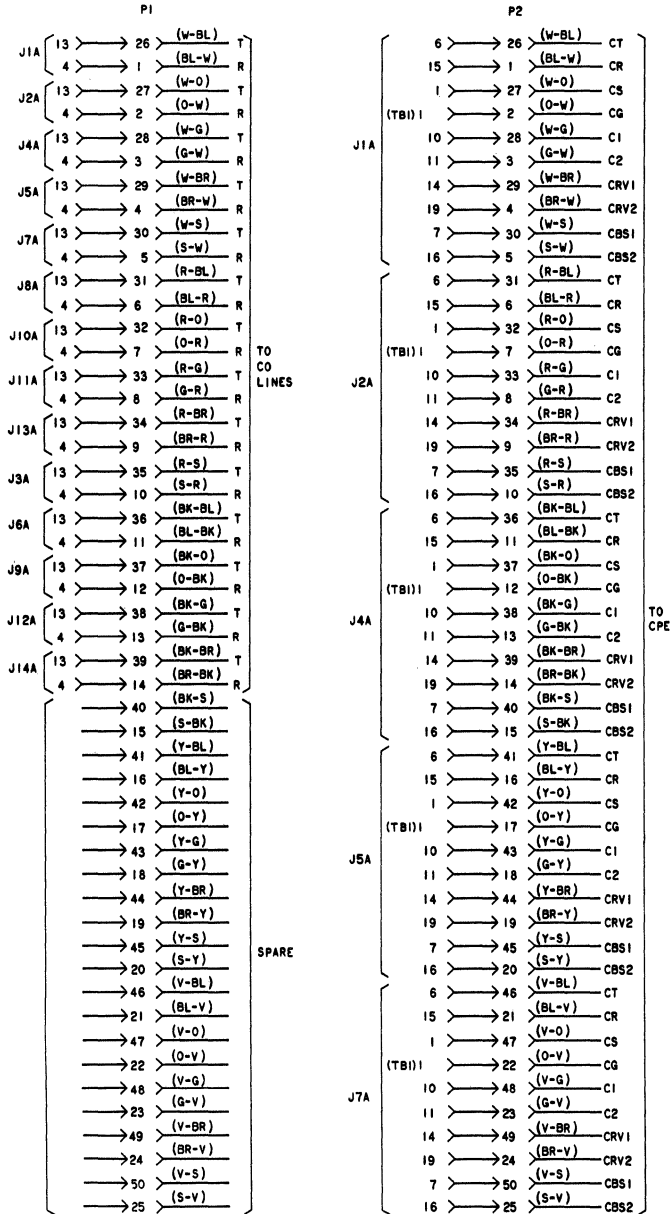 P1
J1A 13 26 (W-BL) T
4 1 (BL-W) R
J2A 13 27 (W-O) T
4 2 (O-W) R
J4A 13 28 (W-G) T
4 3 (G-W) R
J5A 13 29 (W-BR) T
4 4 (BR-W) R
J7A 13 30 (W-S) T
4 5 (S-W) R
J8A 13 31 (R-BL) T
4 6 (BL-R) R
J10A 13 32 (R-O) T
4 7 (O-R) R
J11A 13 33 (R-G) T
4 8 (G-R) R
J13A 13 34 (R-BR) T
4 9 (BR-R) R
J3A 13 35 (R-S) T
4 10 (S-R) R
J6A 13 36 (BK-BL) T
4 11 (BL-BK) R
J9A 13 37 (BK-O) T
4 12 (O-BK) R
J12A 13 38 (BK-G) T
4 13 (G-BK) R
J14A 13 39 (BK-BR) T
4 14 (BR-BK) R
TO
CO
LINES
40 (BK-S)
15 (S-BK)
41 (Y-BL)
16 (BL-Y)
42 (Y-O)
17 (O-Y)
43 (Y-G)
18 (G-Y)
44 (Y-BR)
19 (BR-Y)
45 (Y-S)
20 (S-Y)
46 (V-BL)
21 (BL-V)
47 (V-O)
22 (O-V)
48 (V-G)
23 (G-V)
49 (V-BR)
24 (BR-V)
50 (V-S)
25 (S-V)
SPARE
P2
J1A
6 26 (W-BL) CT
15 1 (BL-W) CR
1 27 (W-O) CS
(TB1)1 2 (O-W) CG
10 28 (W-G) C1
11 3 (G-W) C2
14 29 (W-BR) CRV1
19 4 (BR-W) CRV2
7 30 (W-S) CBS1
16 5 (S-W) CBS2
J2A
6 31 (R-BL) CT
15 6 (BL-R) CR
1 32 (R-O) CS
(TB1)1 7 (O-R) CG
10 33 (R-G) C1
11 8 (G-R) C2
14 34 (R-BR) CRV1
19 9 (BR-R) CRV2
7 35 (R-S) CBS1
16 10 (S-R) CBS2
J4A
6 36 (BK-BL) CT
15 11 (BL-BK) CR
1 37 (BK-O) CS
(TB1)1 12 (O-BK) CG
10 38 (BK-G) C1
11 13 (G-BK) C2
14 39 (BK-BR) CRV1
19 14 (BR-BK) CRV2
7 40 (BK-S) CBS1
16 15 (S-BK) CBS2
J5A
6 41 (Y-BL) CT
15 16 (BL-Y) CR
1 42 (Y-O) CS
(TB1)1 17 (O-Y) CG
10 43 (Y-G) C1
11 18 (G-Y) C2
14 44 (Y-BR) CRV1
19 19 (BR-Y) CRV2
7 45 (Y-S) CBS1
16 20 (S-Y) CBS2
J7A
6 46 (V-BL) CT
15 21 (BL-V) CR
1 47 (V-O) CS
(TB1)1 22 (O-V) CG
10 48 (V-G) C1
11 23 (G-V) C2
14 49 (V-BR) CRV1
19 24 (BR-V) CRV2
7 50 (V-S) CBS1
16 25 (S-V) CBS2
TO
CPE